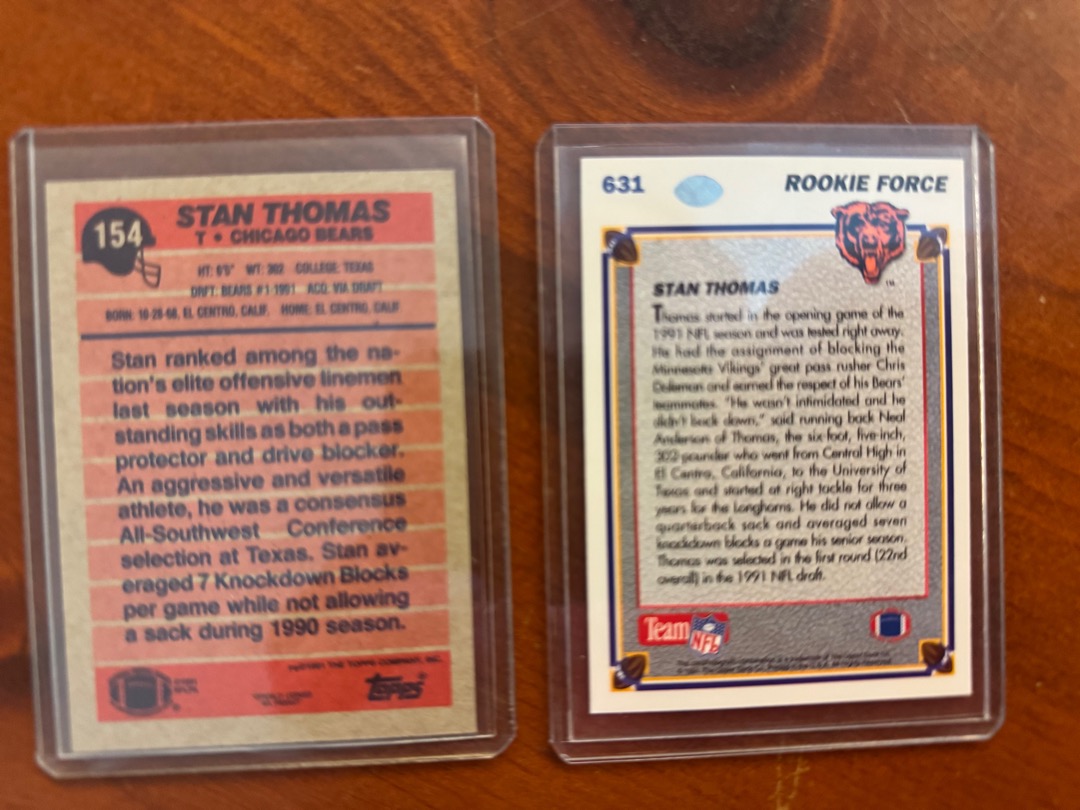 154
STAN THOMAS
T • CHICAGO BEARS
HT: 6'5" WT: 302 COLLEGE: TEXAS
DRFT: BEARS #1-1991 ACQ: VIA DRAFT
BORN: 10-28-68, EL CENTRO, CALIF. HOME: EL CENTRO, CALIF.
Stan ranked among the na-
tion's elite offensive linemen
last season with his out-
standing skills as both a pass
protector and drive blocker.
An aggressive and versatile
athlete, he was a consensus
All-Southwest Conference
selection at Texas. Stan av-
eraged 7 Knockdown Blocks
per game while not allowing
a sack during 1990 season.
THE TOPPS COMPANY, INC.
Topps
631
ROOKIE FORCE
TM
STAN THOMAS
Thomas started in the opening game of the
1991 NFL season and was tested right away.
He had the assignment of blocking the
Minnesota Vikings' great pass rusher Chris
Doleman and earned the respect of his Bears'
teammates. "He wasn't intimidated and he
didn't back down," said running back Neal
Anderson of Thomas, the six-foot, five-inch,
302-pounder who went from Central High in
El Centro, California, to the University of
Texas and started at right tackle for three
years for the Longhorns. He did not allow a
quarterback sack and averaged seven
knockdown blocks a game his senior season.
Thomas was selected in the first round (22nd
overall) in the 1991 NFL draft.
Team NFL